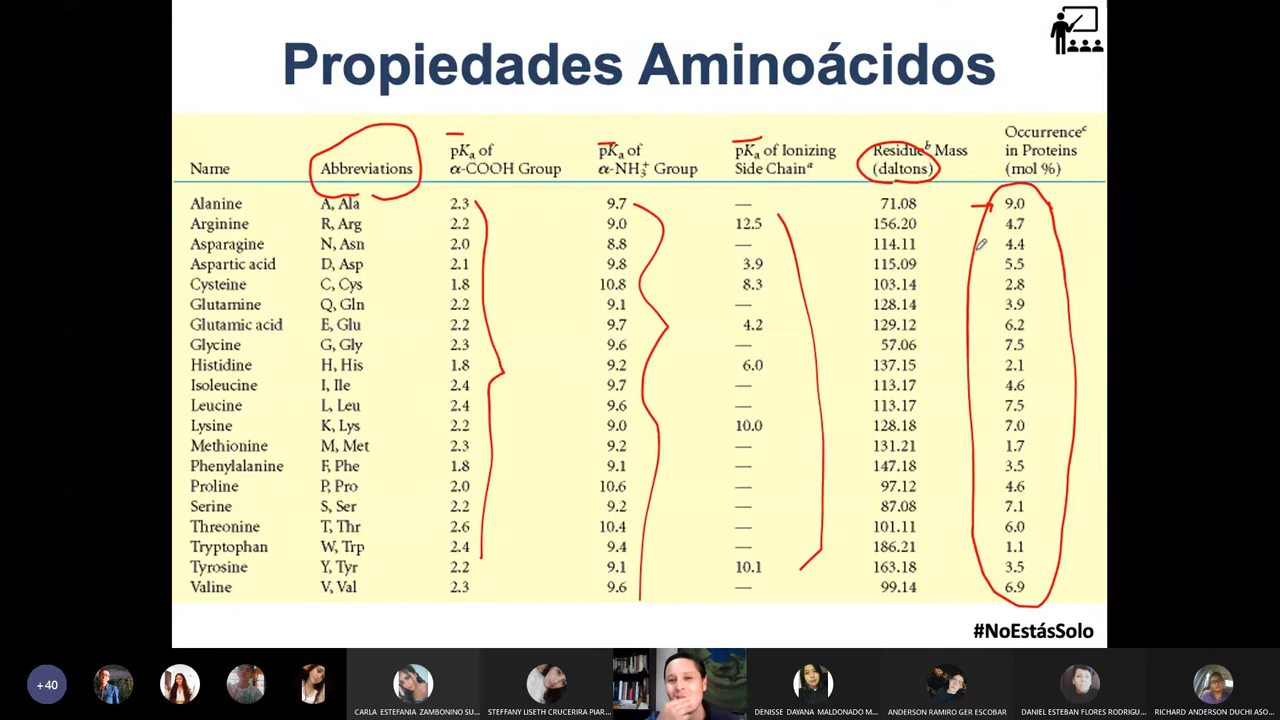 Propiedades Aminoácidos
Name Abbreviations pKa of α-COOH Group pKa of α-NH3+ Group pKa of Ionizing Side Chain^a Residue^b Mass (daltons) Occurrence^c in Proteins (mol %)
Alanine A, Ala 2.3 9.7 — 71.08 9.0
Arginine R, Arg 2.2 9.0 12.5 156.20 4.7
Asparagine N, Asn 2.0 8.8 — 114.11 4.4
Aspartic acid D, Asp 2.1 9.8 3.9 115.09 5.5
Cysteine C, Cys 1.8 10.8 8.3 103.14 2.8
Glutamine Q, Gln 2.2 9.1 — 128.14 3.9
Glutamic acid E, Glu 2.2 9.7 4.2 129.12 6.2
Glycine G, Gly 2.3 9.6 — 57.06 7.5
Histidine H, His 1.8 9.2 6.0 137.15 2.1
Isoleucine I, Ile 2.4 9.7 — 113.17 4.6
Leucine L, Leu 2.4 9.6 — 113.17 7.5
Lysine K, Lys 2.2 9.0 10.0 128.18 7.0
Methionine M, Met 2.3 9.2 — 131.21 1.7
Phenylalanine F, Phe 1.8 9.1 — 147.18 3.5
Proline P, Pro 2.0 10.6 — 97.12 4.6
Serine S, Ser 2.2 9.2 — 87.08 7.1
Threonine T, Thr 2.6 10.4 — 101.11 6.0
Tryptophan W, Trp 2.4 9.4 — 186.21 1.1
Tyrosine Y, Tyr 2.2 9.1 10.1 163.18 3.5
Valine V, Val 2.3 9.6 — 99.14 6.9
#NoEstásSolo
+40
CARLA ESTEFANIA ZAMBONINO SU...
STEFFANY LISETH CRUCERIRA PIAR...
DENISSE DAYANA MALDONADO M...
ANDERSON RAMIRO GER ESCOBAR
DANIEL ESTEBAN FLORES RODRIGU...
RICHARD ANDERSON DUCHI ASO...